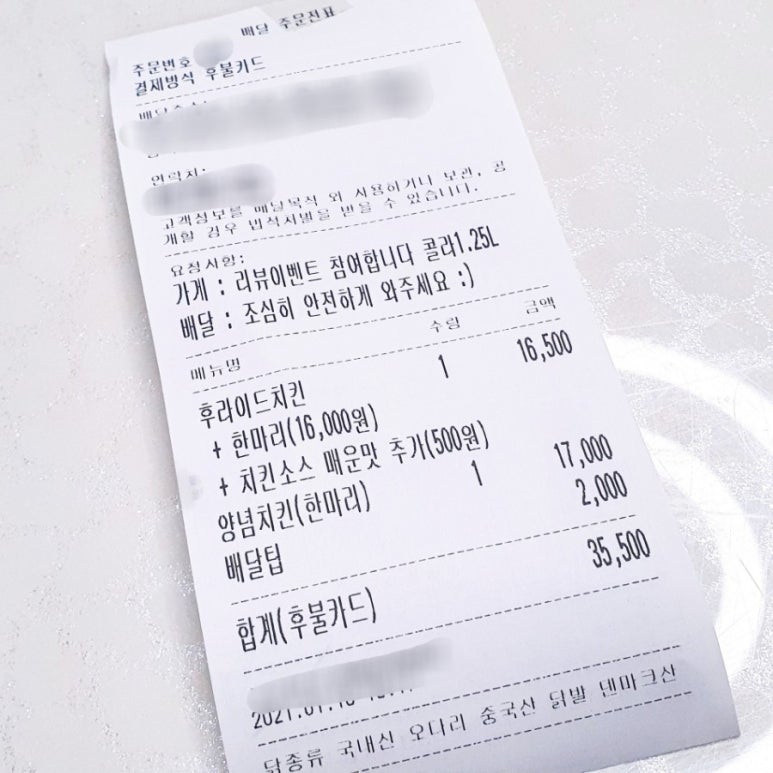 배달 주문전표
주문번호
결제방식 후불카드
연락처:
고객정보를 배달목적 외 사용하거나 보관, 공
개할 경우 법적처벌을 받을 수 있습니다.
요청사항:
가게 : 리뷰이벤트 참여합니다 콜라1.25L
배달 : 조심히 안전하게 와주세요 :)
메뉴명 수량 금액
후라이드치킨 1 16,500
+ 한마리(16,000원)
+ 치킨소스 매운맛 추가(500원)
양념치킨(한마리) 1 17,000
배달팁 2,000
합계(후불카드) 35,500
닭종류 국내산 오다리 중국산 닭발 덴마크산